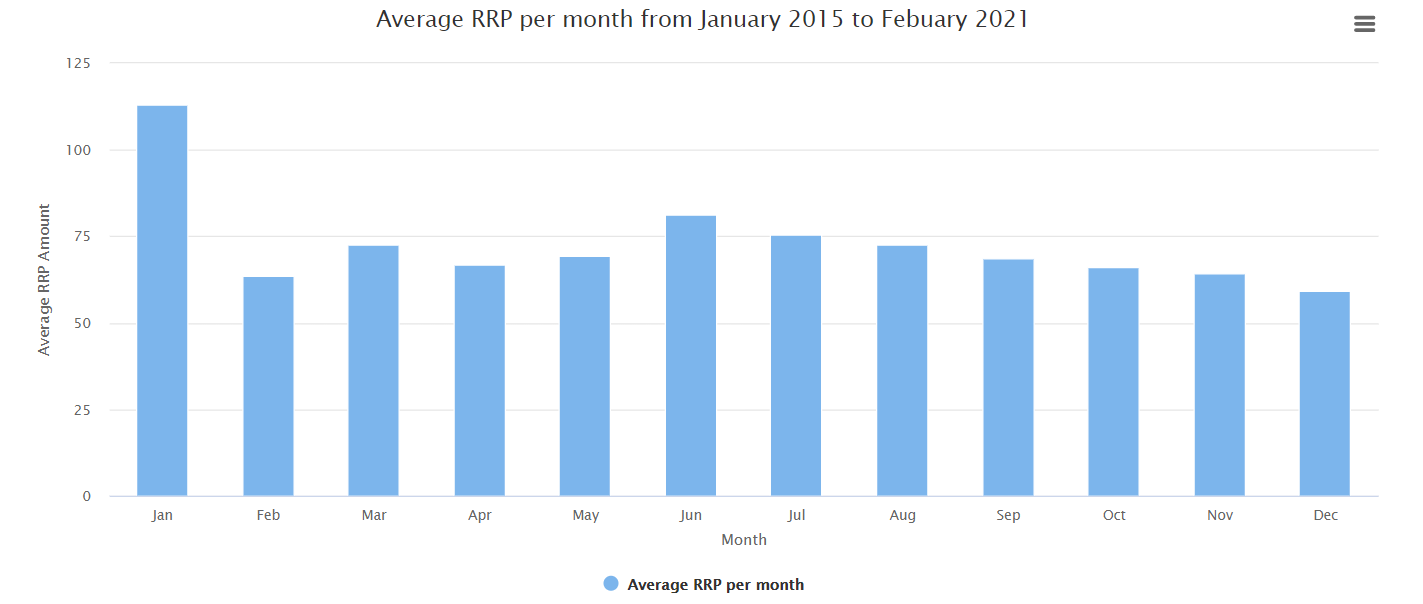 Average RRP per month from January 2015 to Febuary 2021
125
100
75
50
25
0
Average RRP Amount
Jan Feb Mar Apr May Jun Jul Aug Sep Oct Nov Dec
Month
Average RRP per month